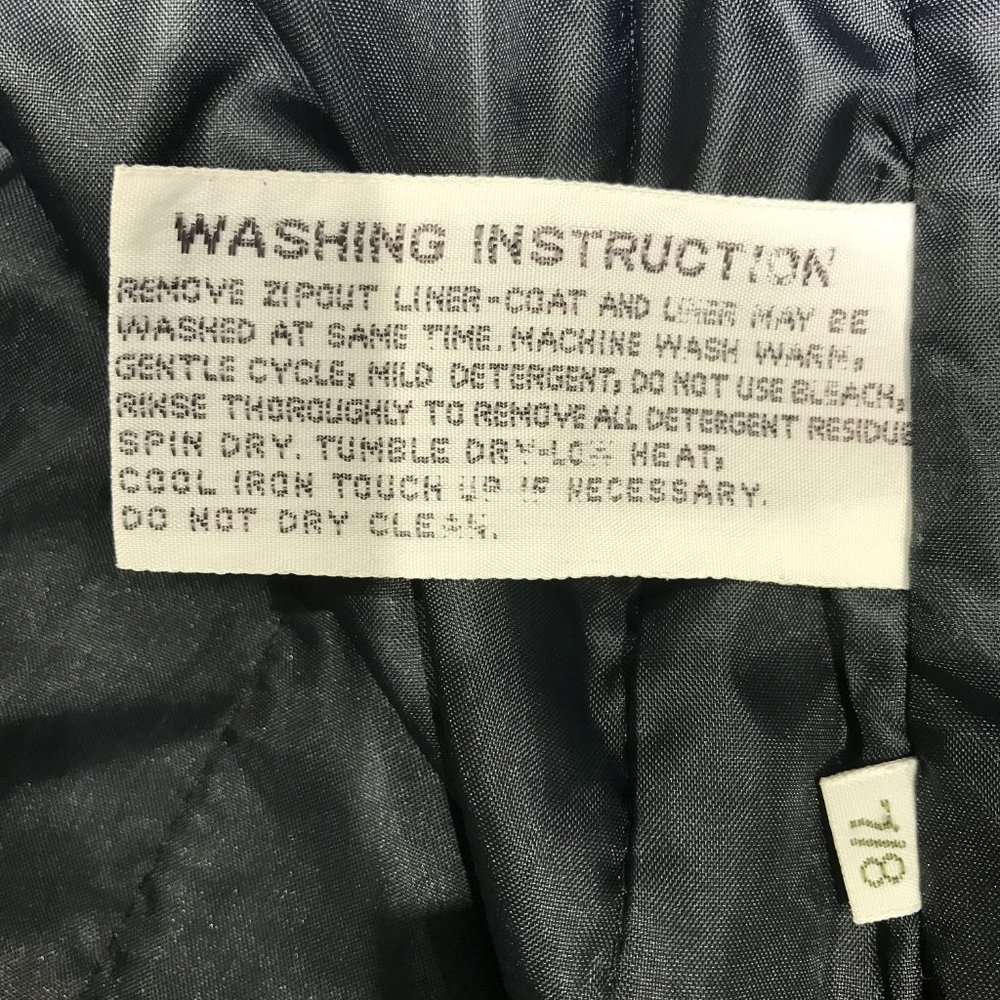 WASHING INSTRUCTION
REMOVE ZIPOUT LINER-COAT AND LINER MAY BE
WASHED AT SAME TIME. MACHINE WASH WARM,
GENTLE CYCLE, MILD DETERGENT, DO NOT USE BLEACH,
RINSE THOROUGHLY TO REMOVE ALL DETERGENT RESIDUE
SPIN DRY. TUMBLE DRY-LOW HEAT,
COOL IRON TOUCH UP IF NECESSARY.
DO NOT DRY CLEAN.